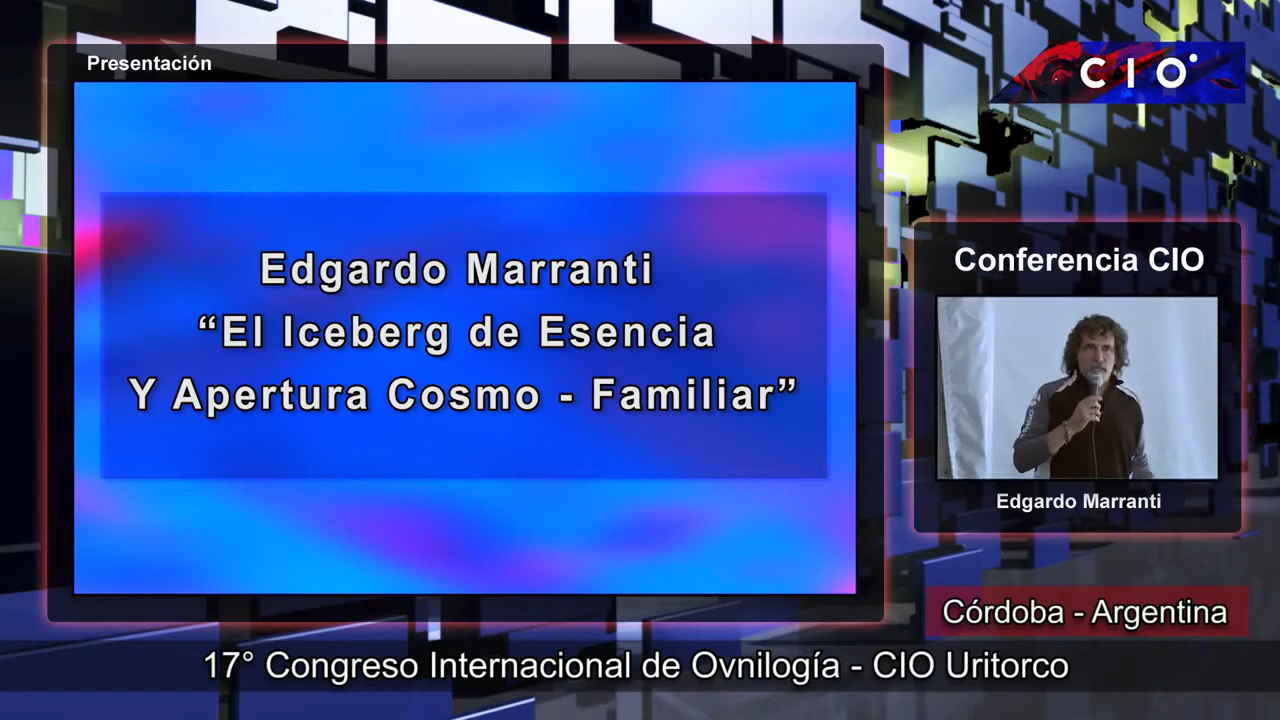 Presentación
CIO
Edgardo Marranti
“El Iceberg de Esencia
Y Apertura Cosmo - Familiar”
Conferencia CIO
Edgardo Marranti
Córdoba - Argentina
17° Congreso Internacional de Ovnilogía - CIO Uritorco